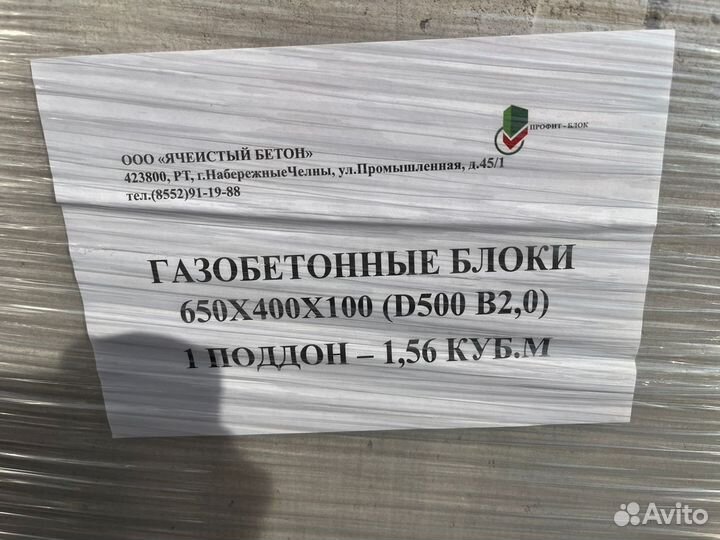 ПРОФИТ - БЛОК
ООО «ЯЧЕИСТЫЙ БЕТОН»
423800, РТ, г.НабережныеЧелны, ул.Промышленная, д.45/1
тел.(8552)91-19-88
ГАЗОБЕТОННЫЕ БЛОКИ
650Х400Х100 (D500 B2,0)
1 ПОДДОН – 1,56 КУБ.М
Avito